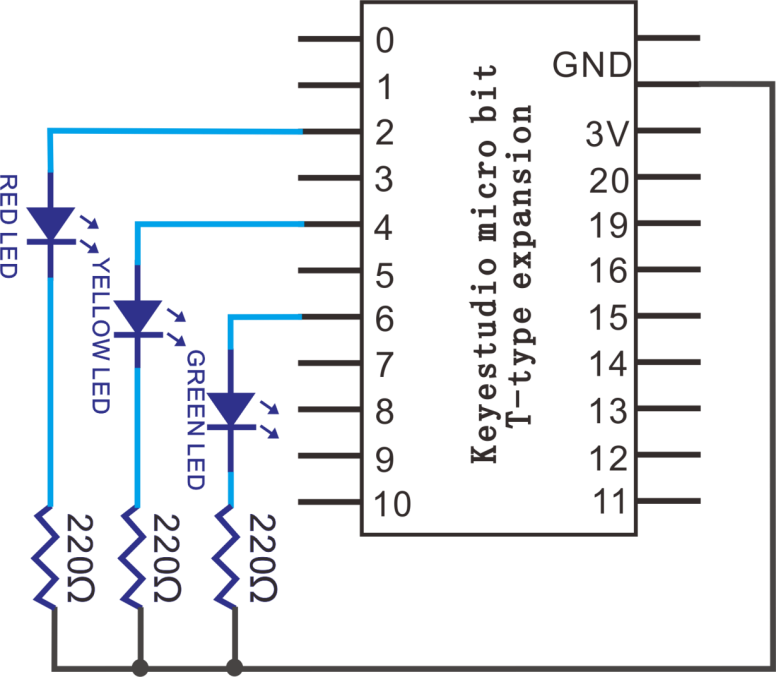 0
1
2
3
4
5
6
7
8
9
10
Keyestudio micro bit
T-type expansion
GND
3V
20
19
16
15
14
13
12
11
RED LED
YELLOW LED
GREEN LED
220Ω
220Ω
220Ω